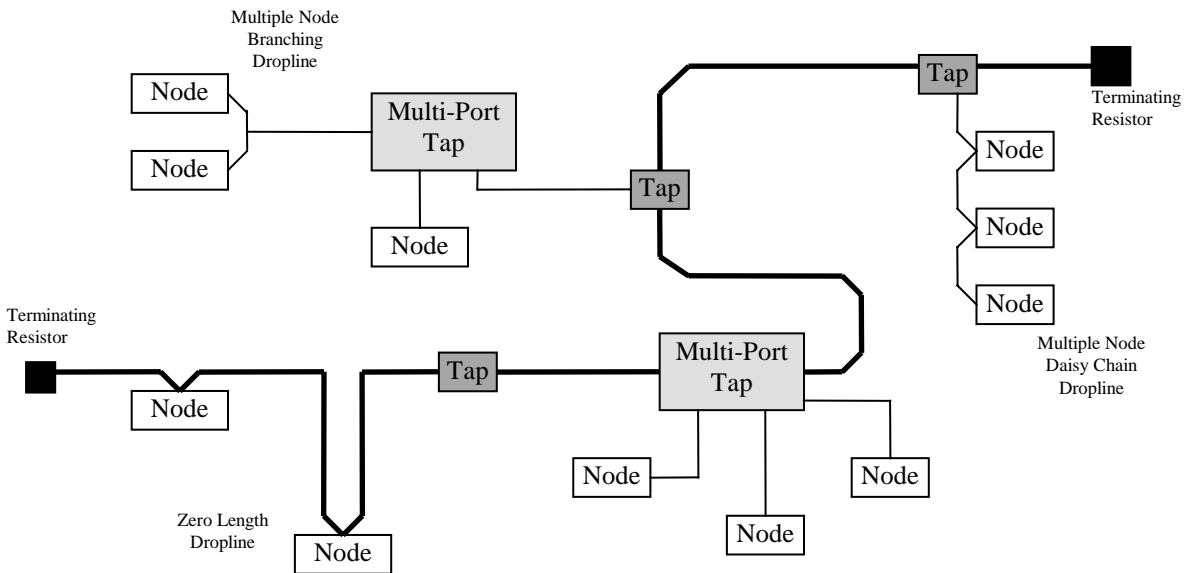 Multiple Node
Branching
Dropline
Node
Node
Multi-Port
Tap
Node
Tap
Tap
Terminating
Resistor
Node
Node
Node
Multiple Node
Daisy Chain
Dropline
Terminating
Resistor
Node
Zero Length
Dropline
Node
Tap
Multi-Port
Tap
Node
Node
Node